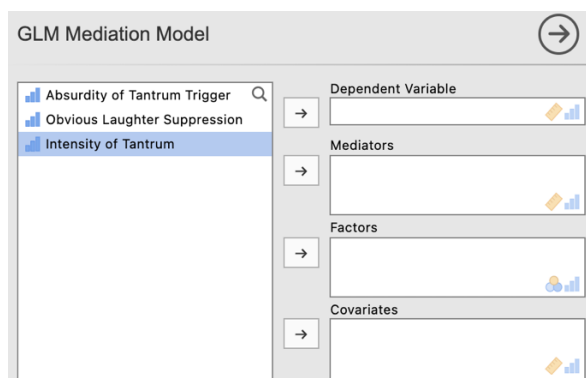 GLM Mediation Model
Absurdity of Tantrum Trigger
Obvious Laughter Suppression
Intensity of Tantrum
Dependent Variable
Mediators
Factors
Covariates